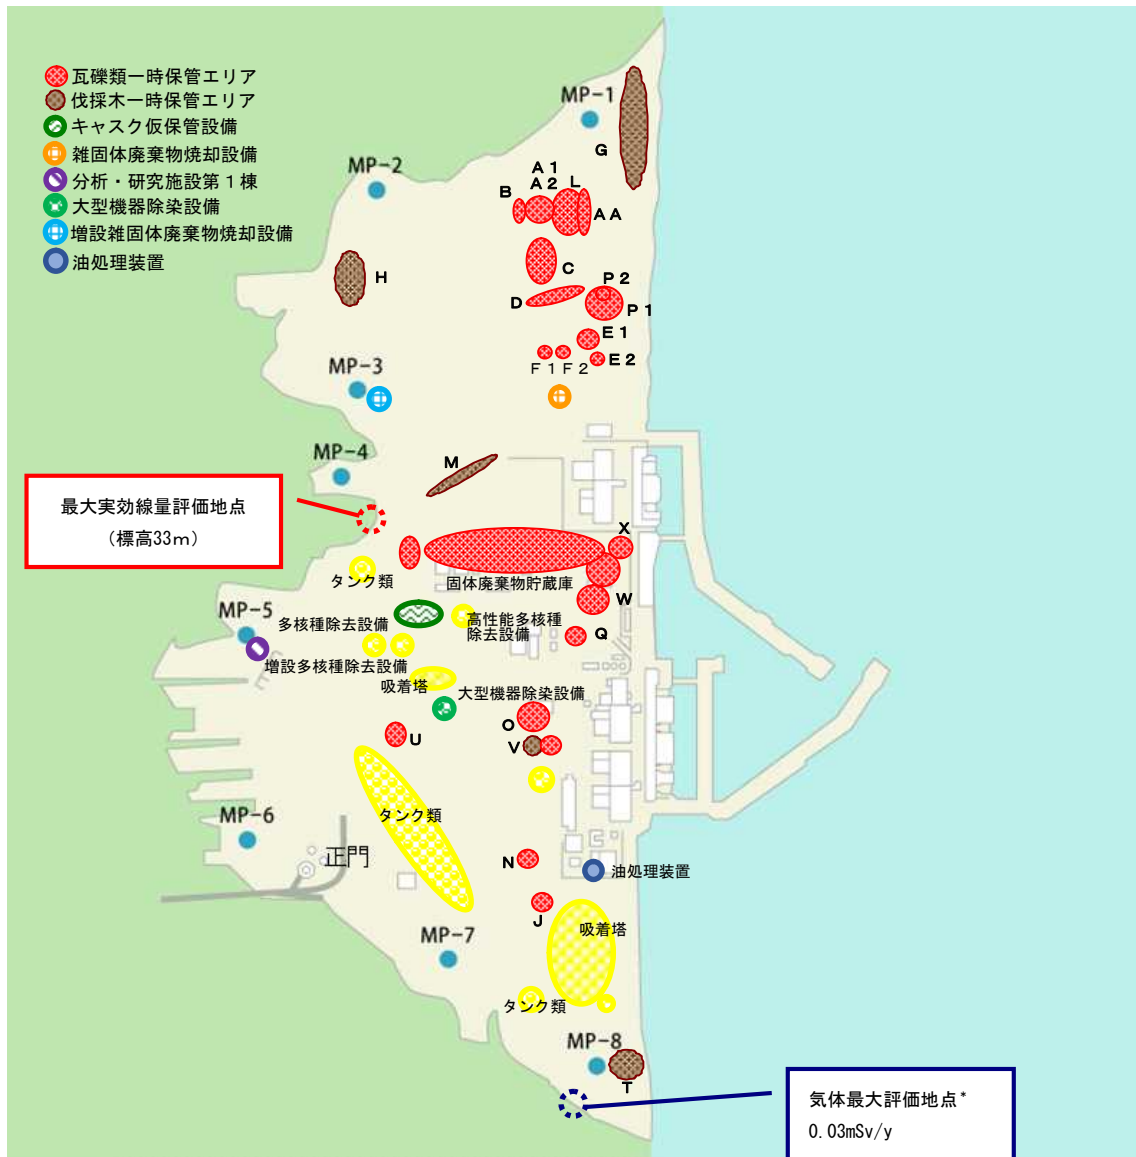 瓦礫類一時保管エリア
伐採木一時保管エリア
キャスク仮保管設備
雑固体廃棄物焼却設備
分析・研究施設第1棟
大型機器除染設備
増設雑固体廃棄物焼却設備
油処理装置
MP-1
G
MP-2
A1
A2
L
B
AA
H
C
P2
D
P1
E1
E2
F1
F2
MP-3
MP-4
M
最大実効線量評価地点
(標高33m)
X
タンク類
固体廃棄物貯蔵庫
W
MP-5
多核種除去設備
高性能多核種
除去設備
Q
増設多核種除去設備
吸着塔
大型機器除染設備
O
U
V
タンク類
MP-6
正門
N
油処理装置
J
吸着塔
MP-7
タンク類
MP-8
T
気体最大評価地点*
0.03mSv/y